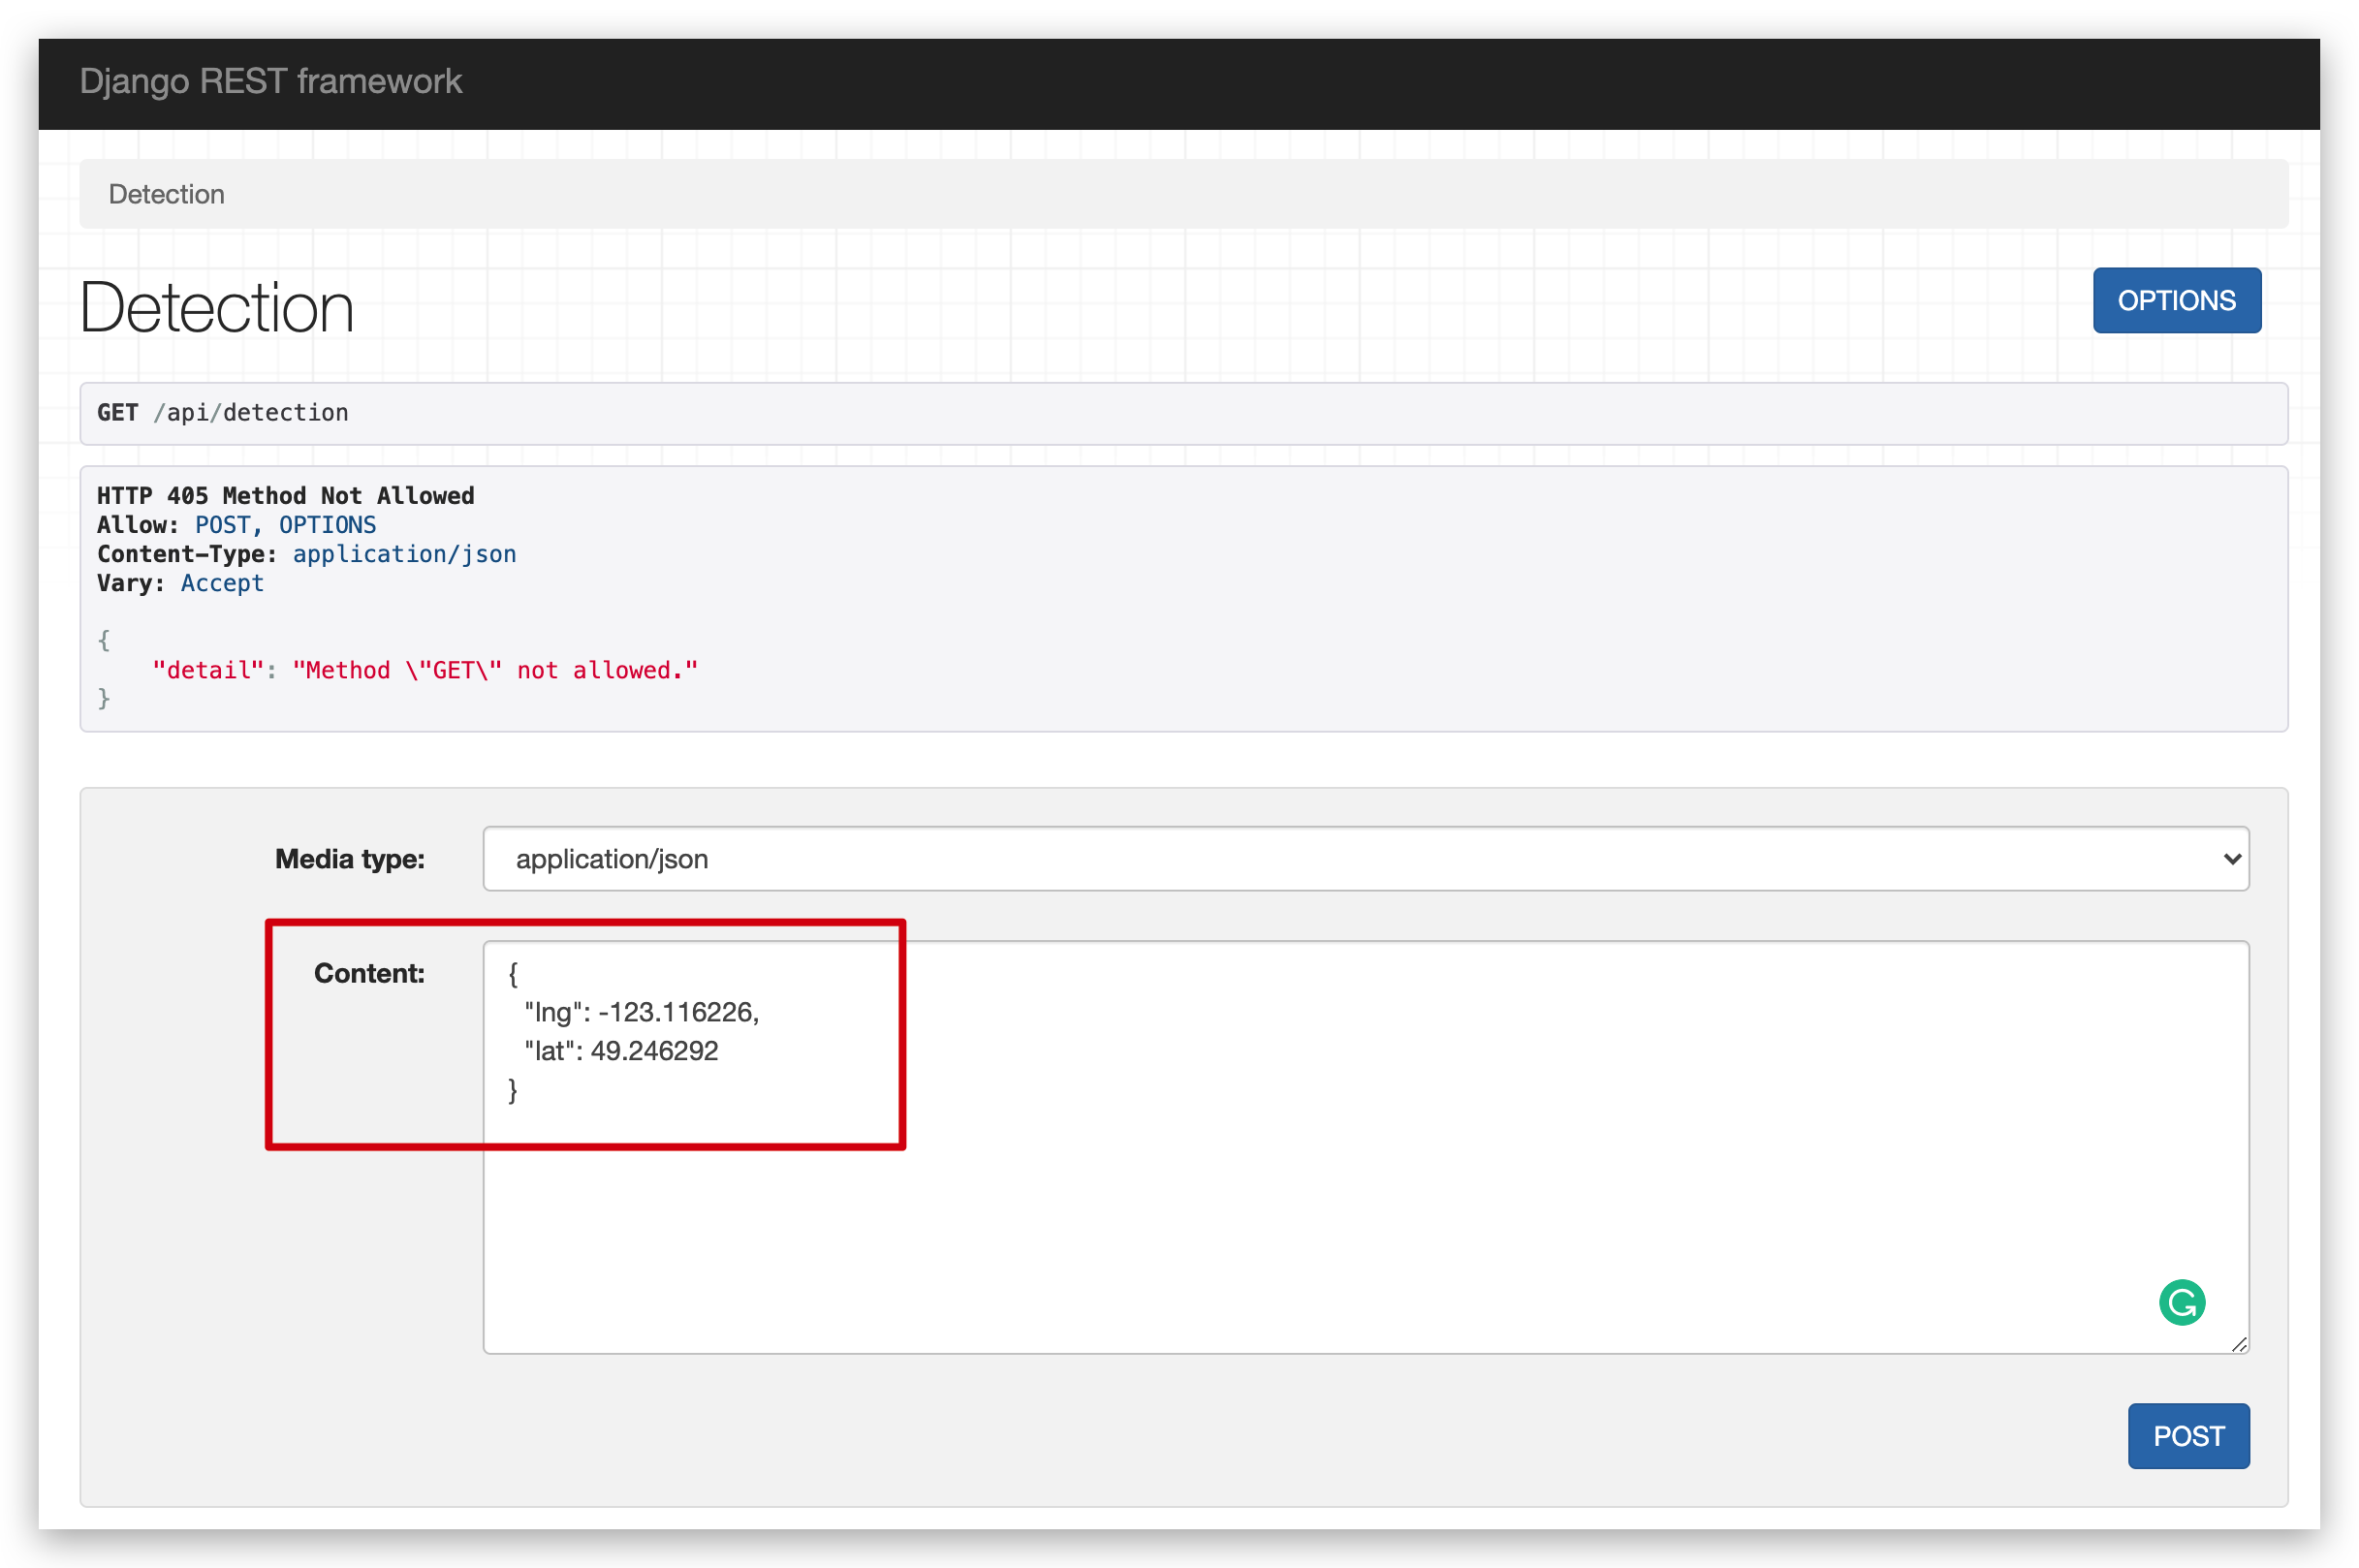 Django REST framework
Detection
Detection
OPTIONS
GET /api/detection
HTTP 405 Method Not Allowed
Allow: POST, OPTIONS
Content-Type: application/json
Vary: Accept
{
    "detail": "Method \"GET\" not allowed."
}
Media type:
application/json
Content:
{
  "lng": -123.116226,
  "lat": 49.246292
}
POST